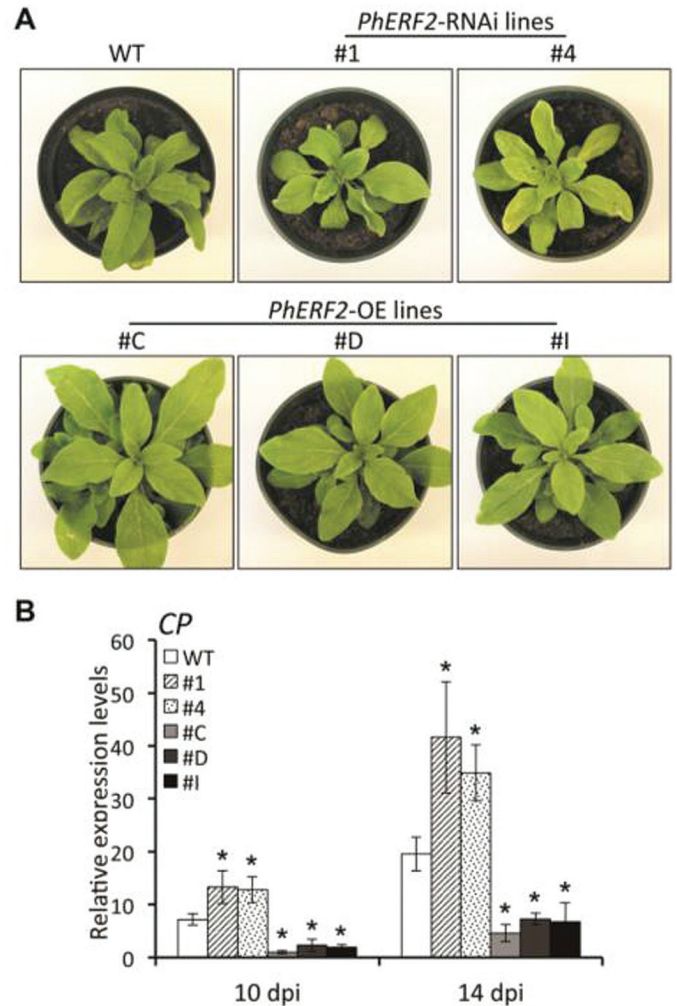 A
PhERF2-RNAi lines
WT #1 #4
PhERF2-OE lines
#C #D #I
B
CP
Relative expression levels
60
50
40
30
20
10
0
WT
#1
#4
#C
#D
#I
* * * * * *
* * * *
10 dpi 14 dpi